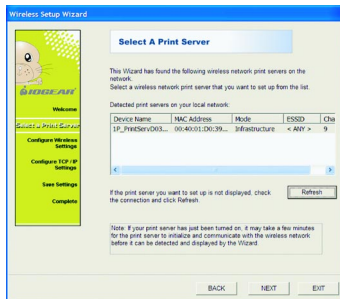 Wireless Setup Wizard
Select A Print Server
This Wizard has found the following wireless network print servers on the network.
Select a wireless network print server that you want to set up from the list.
IOGEAR
Welcome
Select a Print Server
Configure Wireless Settings
Configure TCP / IP Settings
Save Settings
Complete
Detected print servers on your local network:
Device Name MAC Address Mode ESSID Cha
1P_PrintServD03... 00:40:01:D0:39... Infrastructure < ANY > 9
If the print server you want to set up is not displayed, check the connection and click Refresh.
Refresh
Note: If your print server has just been turned on, it may take a few minutes for the print server to initialize and communicate with the wireless network before it can be detected and displayed by the Wizard.
BACK NEXT EXIT